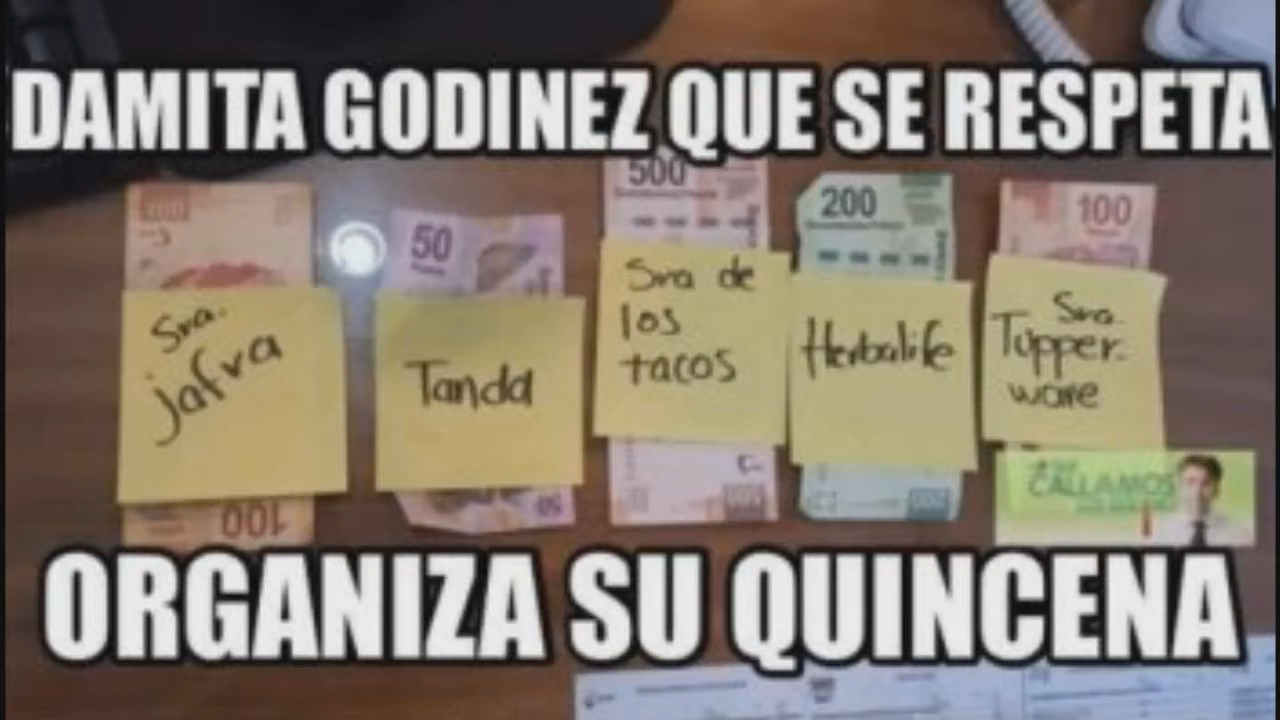 DAMITA GODINEZ QUE SE RESPETA
500
50
200
100
Sra.
jafra
Tanda
Sra de
los
tacos
Herbalife
Sra.
Tupper-
ware
100
50
CALLAMOS
ORGANIZA SU QUINCENA